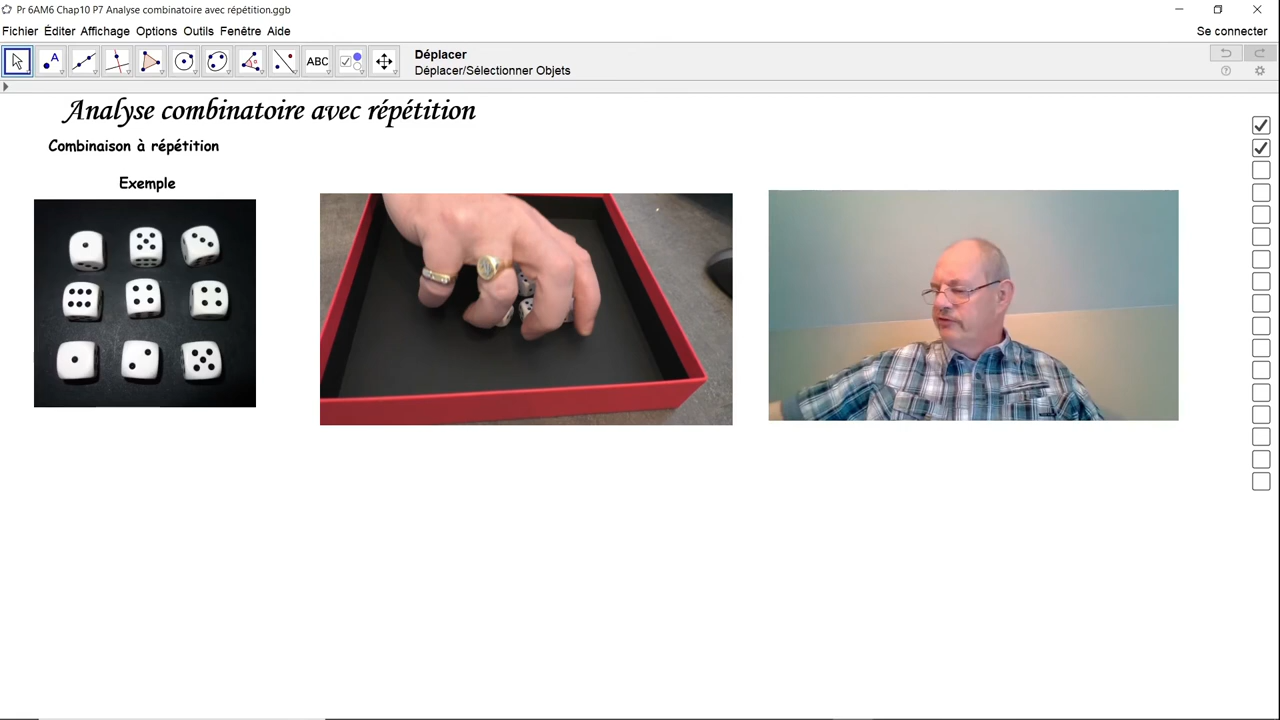 Pr 6AM6 Chap10 P7 Analyse combinatoire avec répétition.ggb
Fichier Éditer Affichage Options Outils Fenêtre Aide
Se connecter
A
ABC
Déplacer
Déplacer/Sélectionner Objets
Analyse combinatoire avec répétition
Combinaison à répétition
Exemple